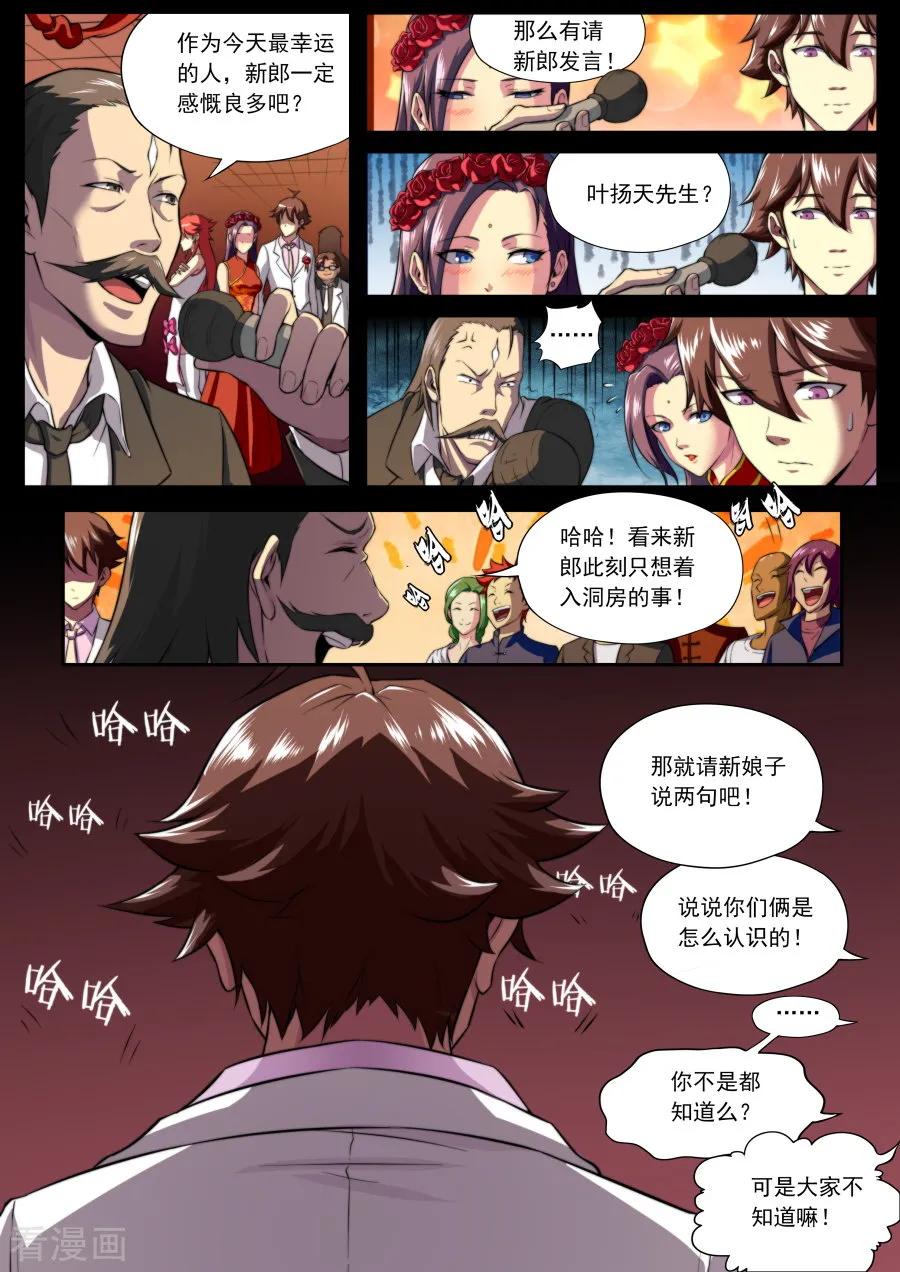 作为今天最幸运
的人，新郎一定
感慨良多吧？
那么有请
新郎发言！
叶扬天先生？
……
哈哈！看来新
郎此刻只想着
入洞房的事！
哈
哈
哈
哈
哈
哈
哈哈
哈哈
哈哈
哈哈
哈哈
那就请新娘子
说两句吧！
说说你们俩是
怎么认识的！
……
你不是都
知道么？
可是大家不
知道嘛！
看漫画